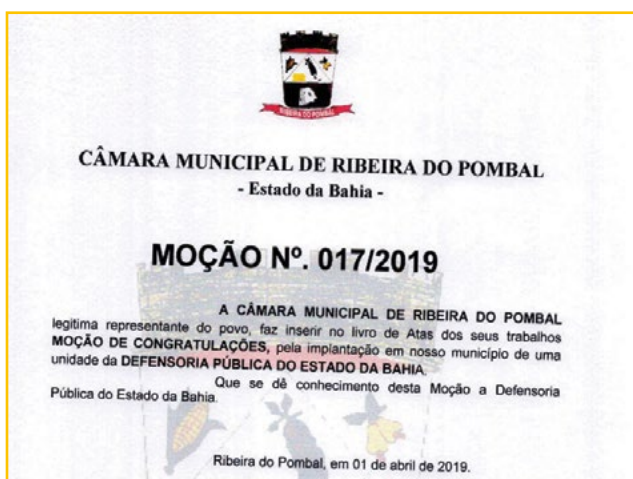 RIBEIRA DO POMBAL
CÂMARA MUNICIPAL DE RIBEIRA DO POMBAL
- Estado da Bahia -
MOÇÃO Nº. 017/2019
A CÂMARA MUNICIPAL DE RIBEIRA DO POMBAL
legitima representante do povo, faz inserir no livro de Atas dos seus trabalhos
MOÇÃO DE CONGRATULAÇÕES, pela implantação em nosso município de uma
unidade da DEFENSORIA PÚBLICA DO ESTADO DA BAHIA.
Que se dê conhecimento desta Moção a Defensoria
Pública do Estado da Bahia.
Ribeira do Pombal, em 01 de abril de 2019.